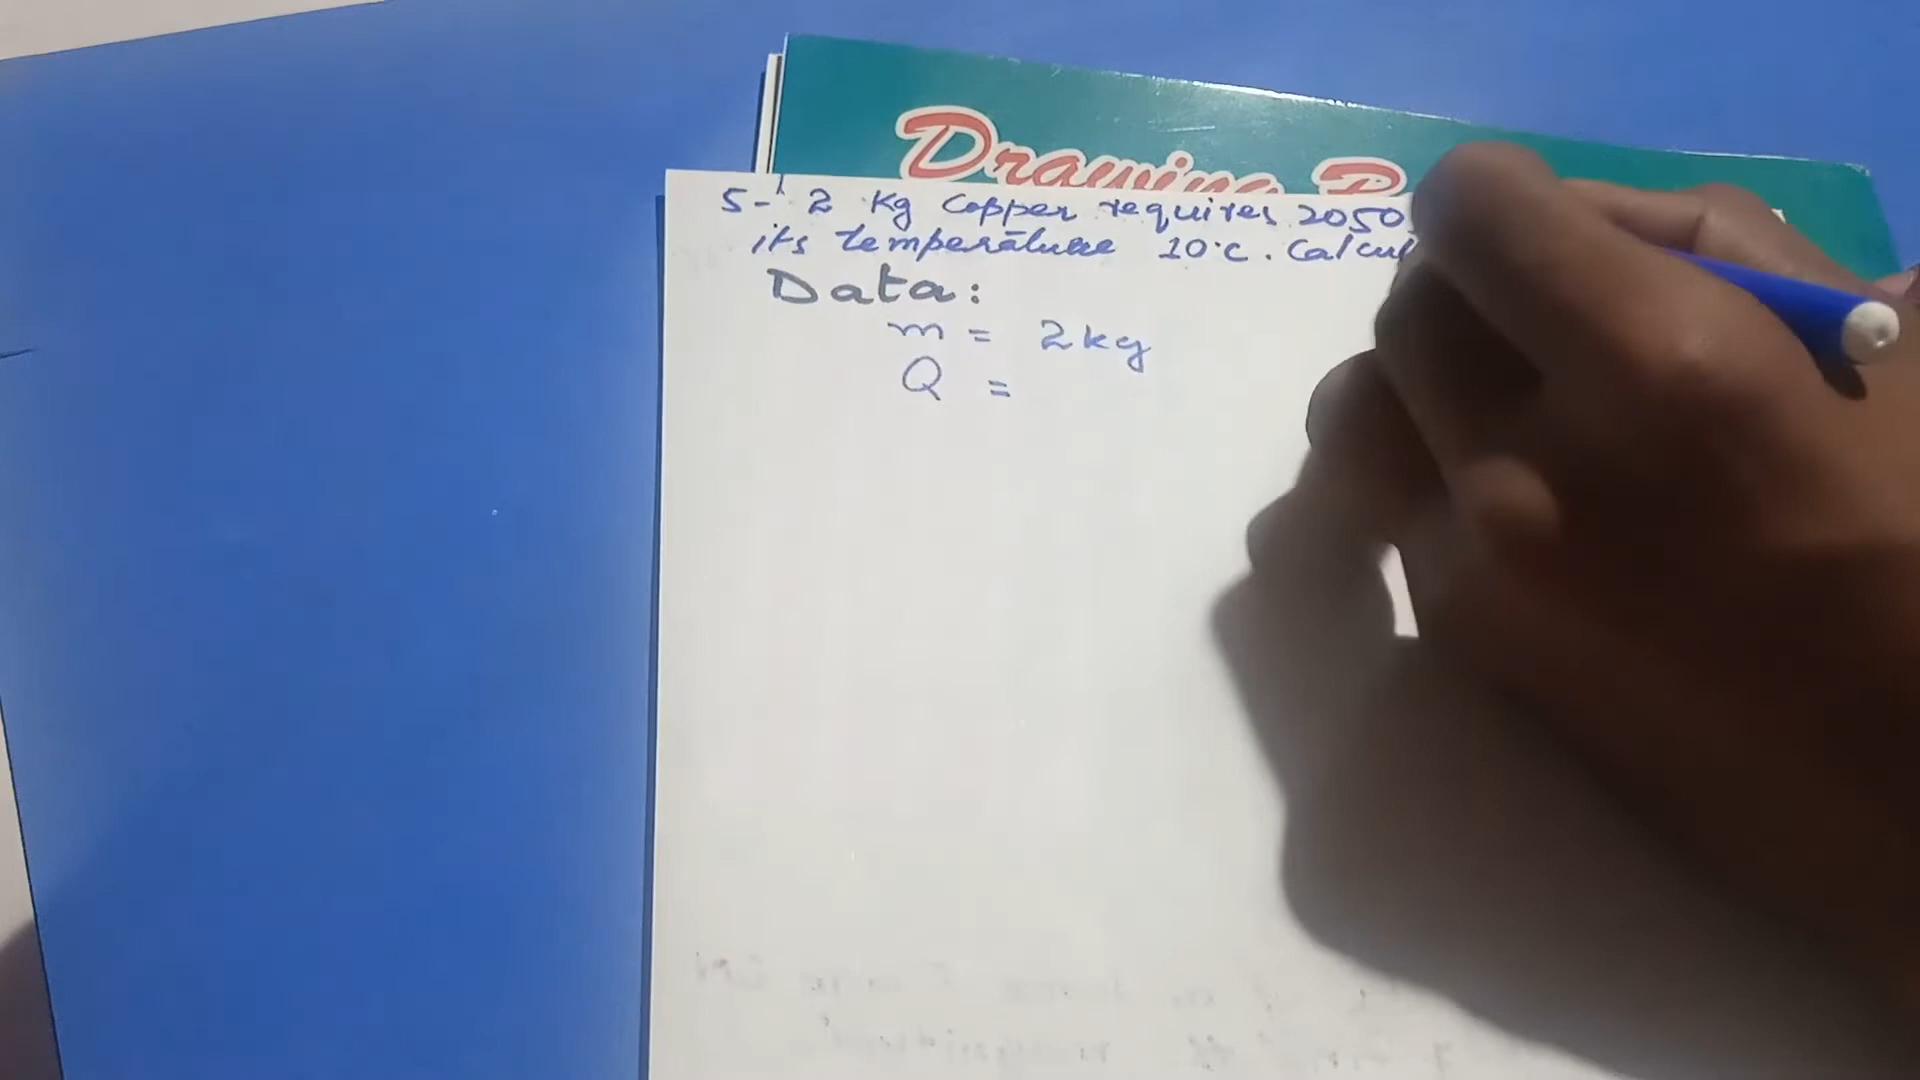 Drawing
5- 2 Kg Copper requires 2050
its temperature 10°c. Calcul
Data:
m = 2kg
Q =